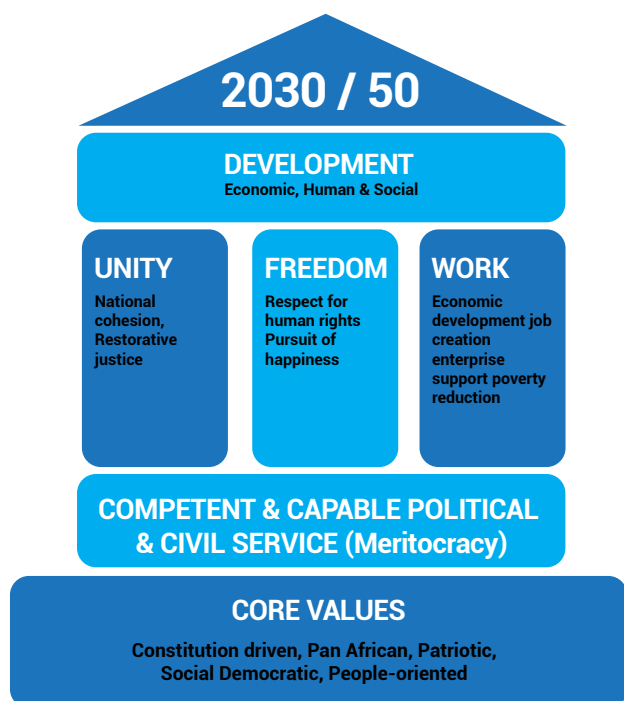 2030 / 50
DEVELOPMENT
Economic, Human & Social
UNITY
National
cohesion,
Restorative
justice
FREEDOM
Respect for
human rights
Pursuit of
happiness
WORK
Economic
development job
creation
enterprise
support poverty
reduction
COMPETENT & CAPABLE POLITICAL
& CIVIL SERVICE (Meritocracy)
CORE VALUES
Constitution driven, Pan African, Patriotic,
Social Democratic, People-oriented